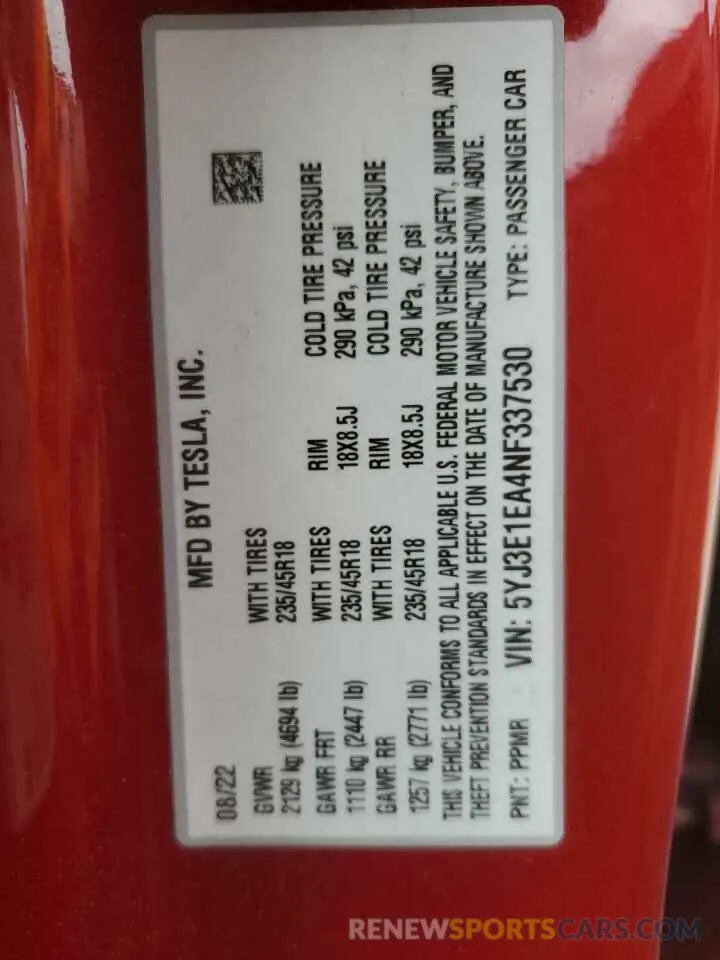 MFD BY TESLA, INC.
08/22
GVWR WITH TIRES
2129 kg (4694 lb) 235/45R18
GAWR FRT WITH TIRES RIM COLD TIRE PRESSURE
1110 kg (2447 lb) 235/45R18 18X8.5J 290 kPa, 42 psi
GAWR RR WITH TIRES RIM COLD TIRE PRESSURE
1257 kg (2771 lb) 235/45R18 18X8.5J 290 kPa, 42 psi
THIS VEHICLE CONFORMS TO ALL APPLICABLE U.S. FEDERAL MOTOR VEHICLE SAFETY, BUMPER, AND
THEFT PREVENTION STANDARDS IN EFFECT ON THE DATE OF MANUFACTURE SHOWN ABOVE.
PNT: PPMR VIN: 5YJ3E1EA4NF337530 TYPE: PASSENGER CAR
RENEWSPORTSCARS.COM